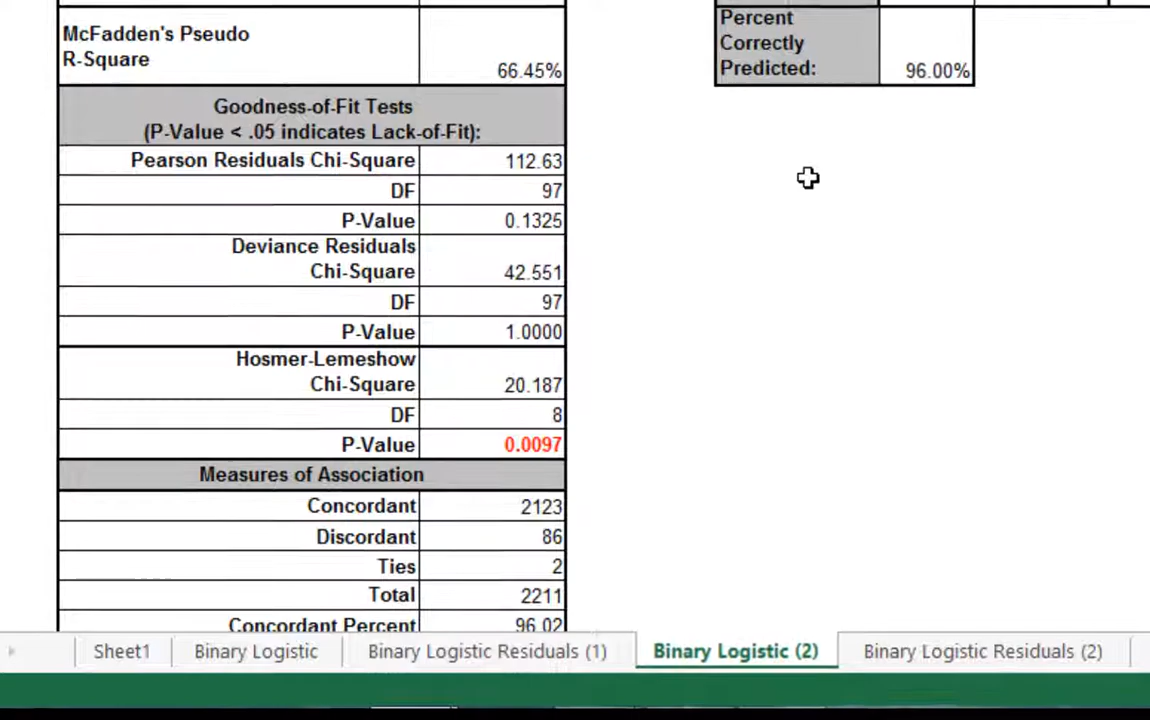 McFadden's Pseudo
R-Square
66.45%
Goodness-of-Fit Tests
(P-Value < .05 indicates Lack-of-Fit):
Pearson Residuals Chi-Square 112.63
DF 97
P-Value 0.1325
Deviance Residuals
Chi-Square 42.551
DF 97
P-Value 1.0000
Hosmer-Lemeshow
Chi-Square 20.187
DF 8
P-Value 0.0097
Measures of Association
Concordant 2123
Discordant 86
Ties 2
Total 2211
Concordant Percent 96.02
Percent
Correctly
Predicted: 96.00%
Sheet1 Binary Logistic Binary Logistic Residuals (1) Binary Logistic (2) Binary Logistic Residuals (2)